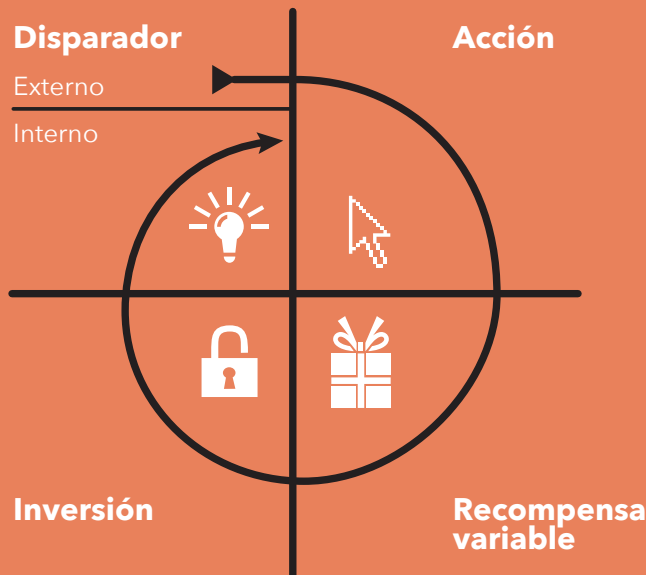 Disparador
Acción
Externo
Interno
Inversión
Recompensa
variable